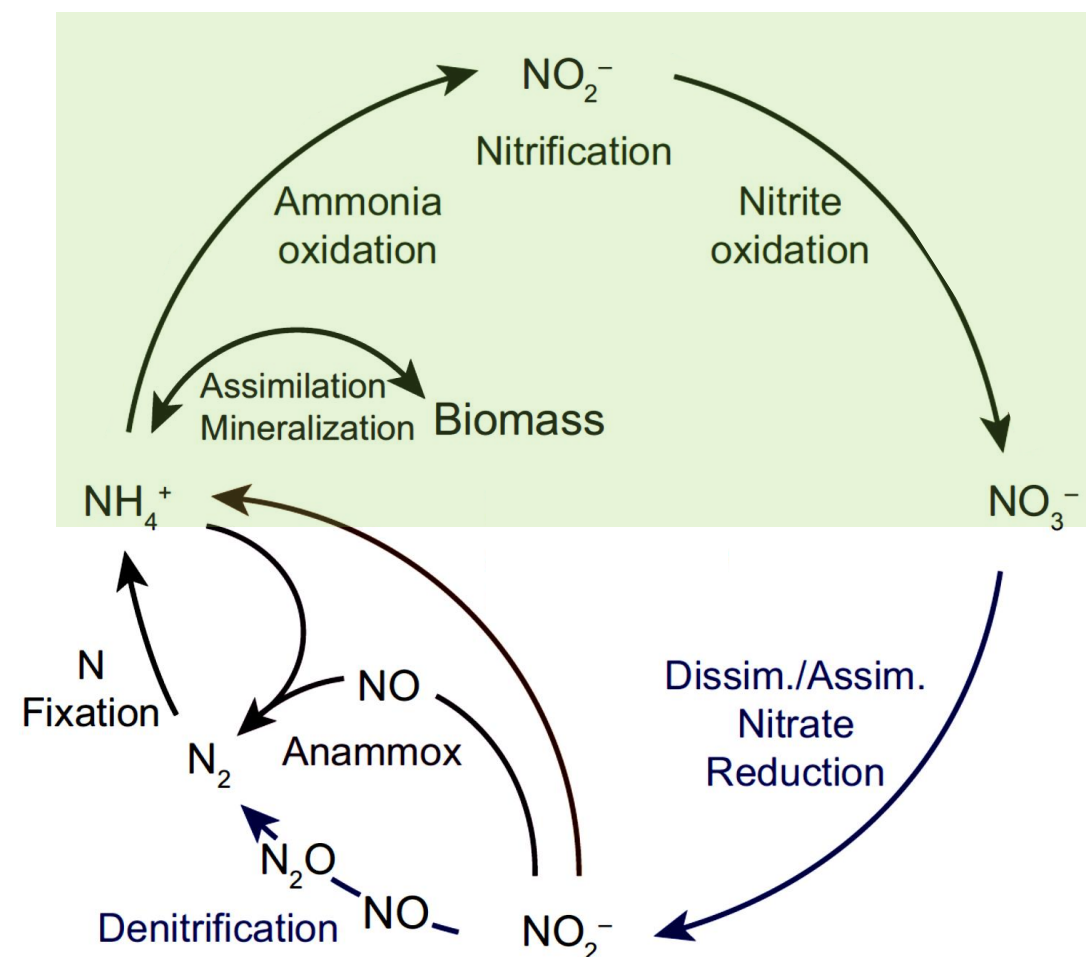 NO₂⁻
Nitrification
Ammonia
oxidation
Nitrite
oxidation
Assimilation
Mineralization
Biomass
NH₄⁺
NO₃⁻
N
Fixation
NO
Dissim./Assim.
Nitrate
Reduction
N₂
Anammox
N₂O
NO
Denitrification
NO₂⁻